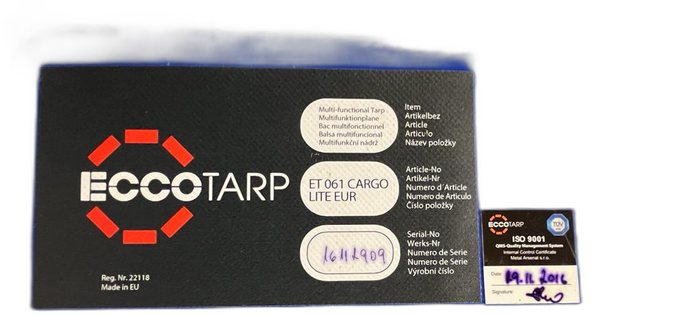 ECCOTARP
Reg. Nr. 22118
Made in EU
Multi-functional Tarp
Multifunktionplane
Bac multifonctionnel
Balsa multifuncional
Multifunkční nádrž
Item
Artikelbez
Article
Articulo
Název položky
ET 061 CARGO
LITE EUR
Article-No
Artikel-Nr
Numero d´Article
Numero de Articulo
Číslo položky
16112909
Serial-No
Werks-Nr
Numero de Serie
Numero de Serie
Výrobní číslo
ECCOTARP
TÜV
ISO 9001
QMS-Quality Management System
Internal Control Certificate
Metal Arsenal s.r.o.
Date: 29.11.2016
Signature: